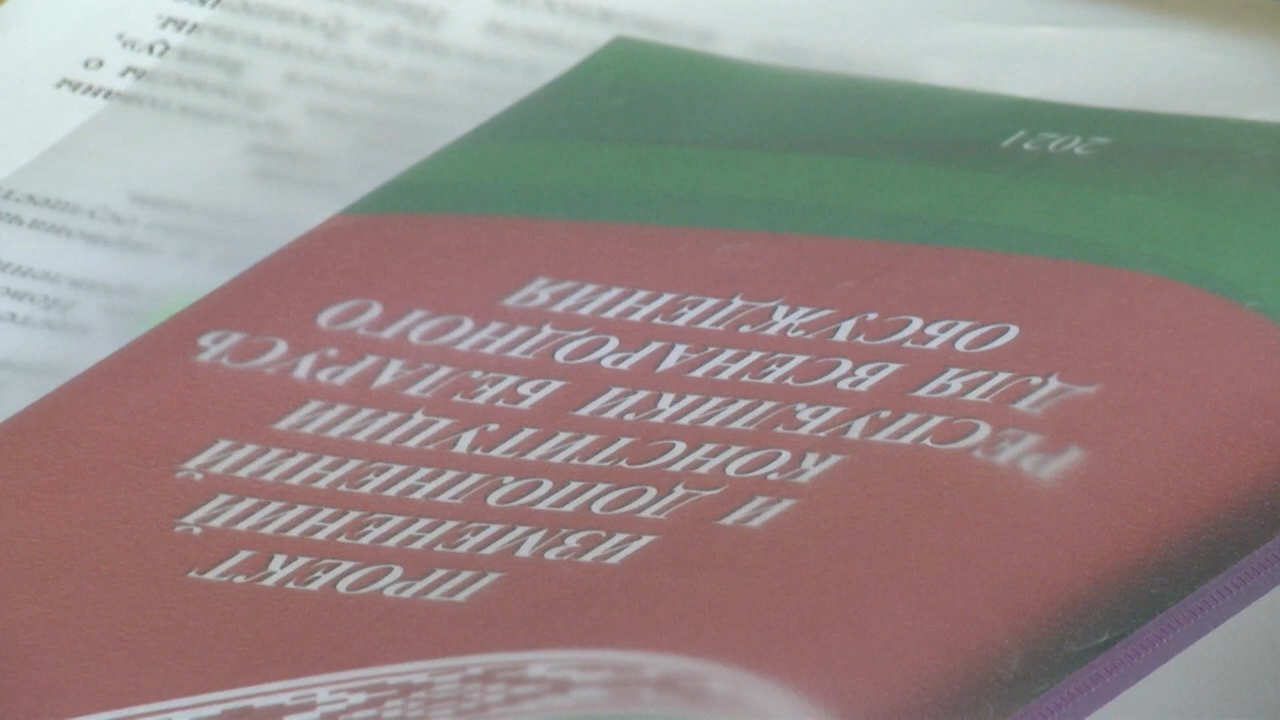 ПРОЕКТ
ИЗМЕНЕНИЙ
И ДОПОЛНЕНИЙ
КОНСТИТУЦИИ
РЕСПУБЛИКИ БЕЛАРУСЬ
ДЛЯ ВСЕНАРОДНОГО
ОБСУЖДЕНИЯ
2021